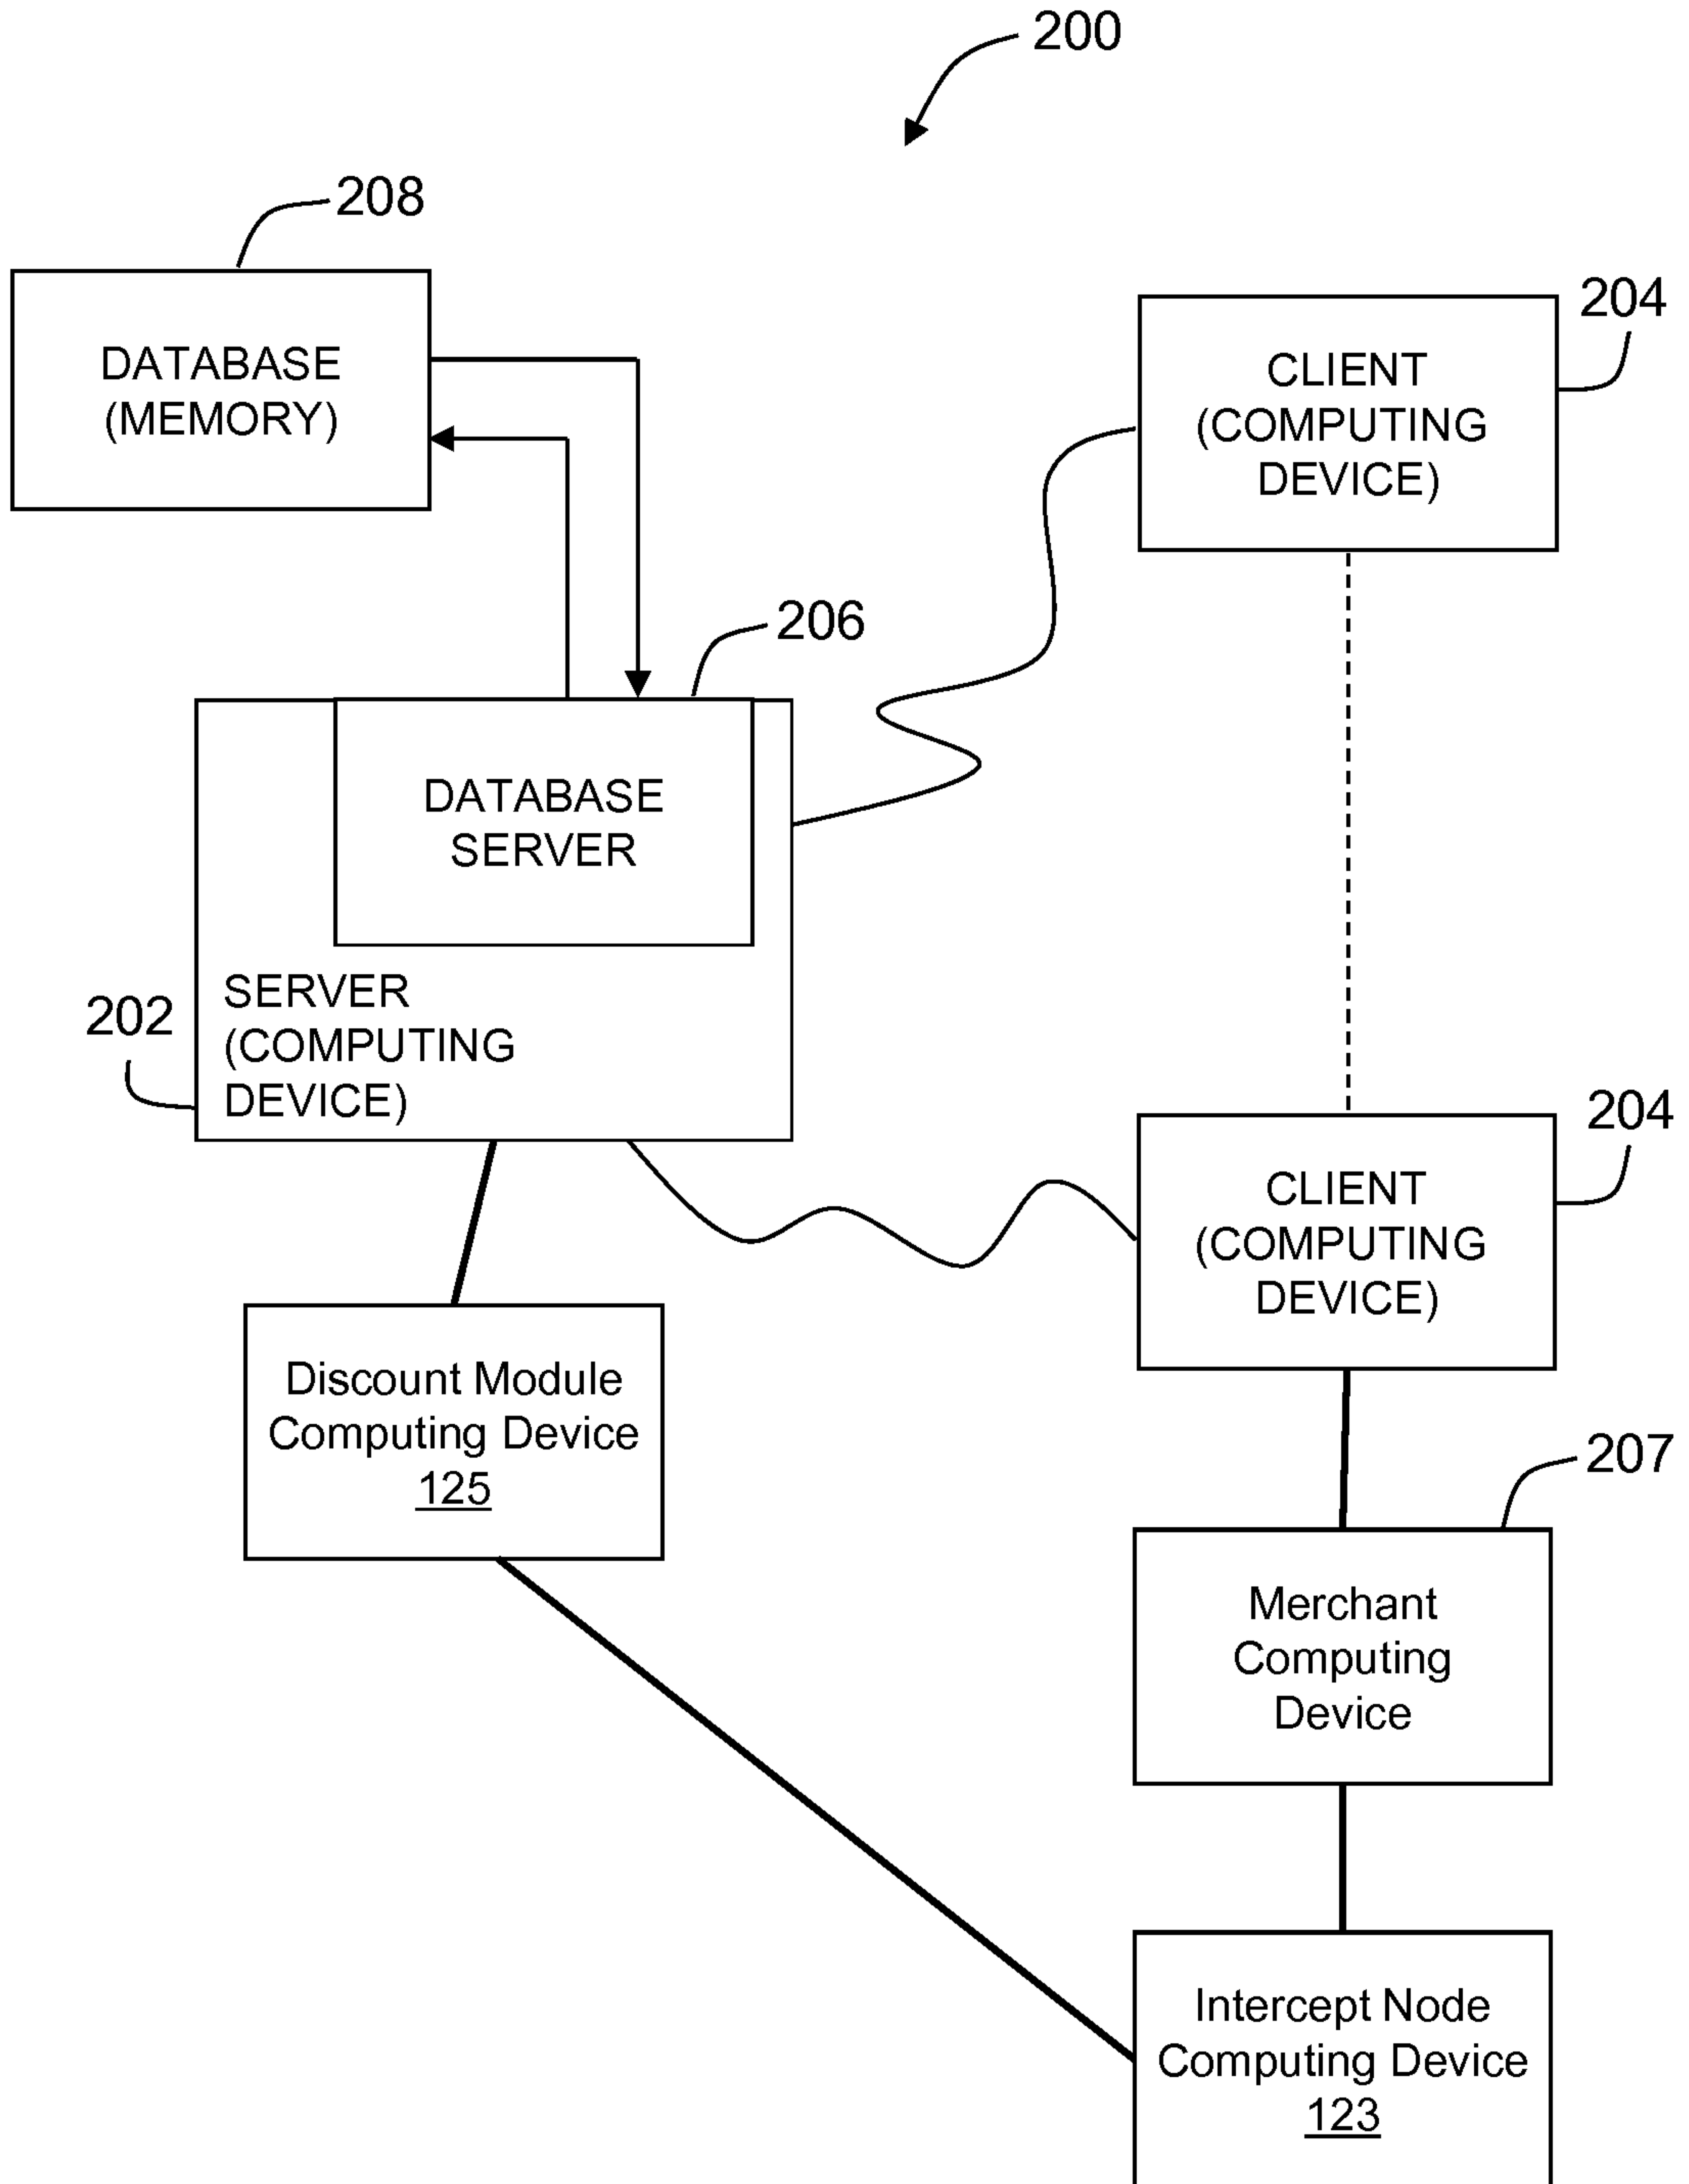 200
208
DATABASE
(MEMORY)
204
CLIENT
(COMPUTING
DEVICE)
206
DATABASE
SERVER
202
SERVER
(COMPUTING
DEVICE)
204
CLIENT
(COMPUTING
DEVICE)
Discount Module
Computing Device
125
207
Merchant
Computing
Device
Intercept Node
Computing Device
123